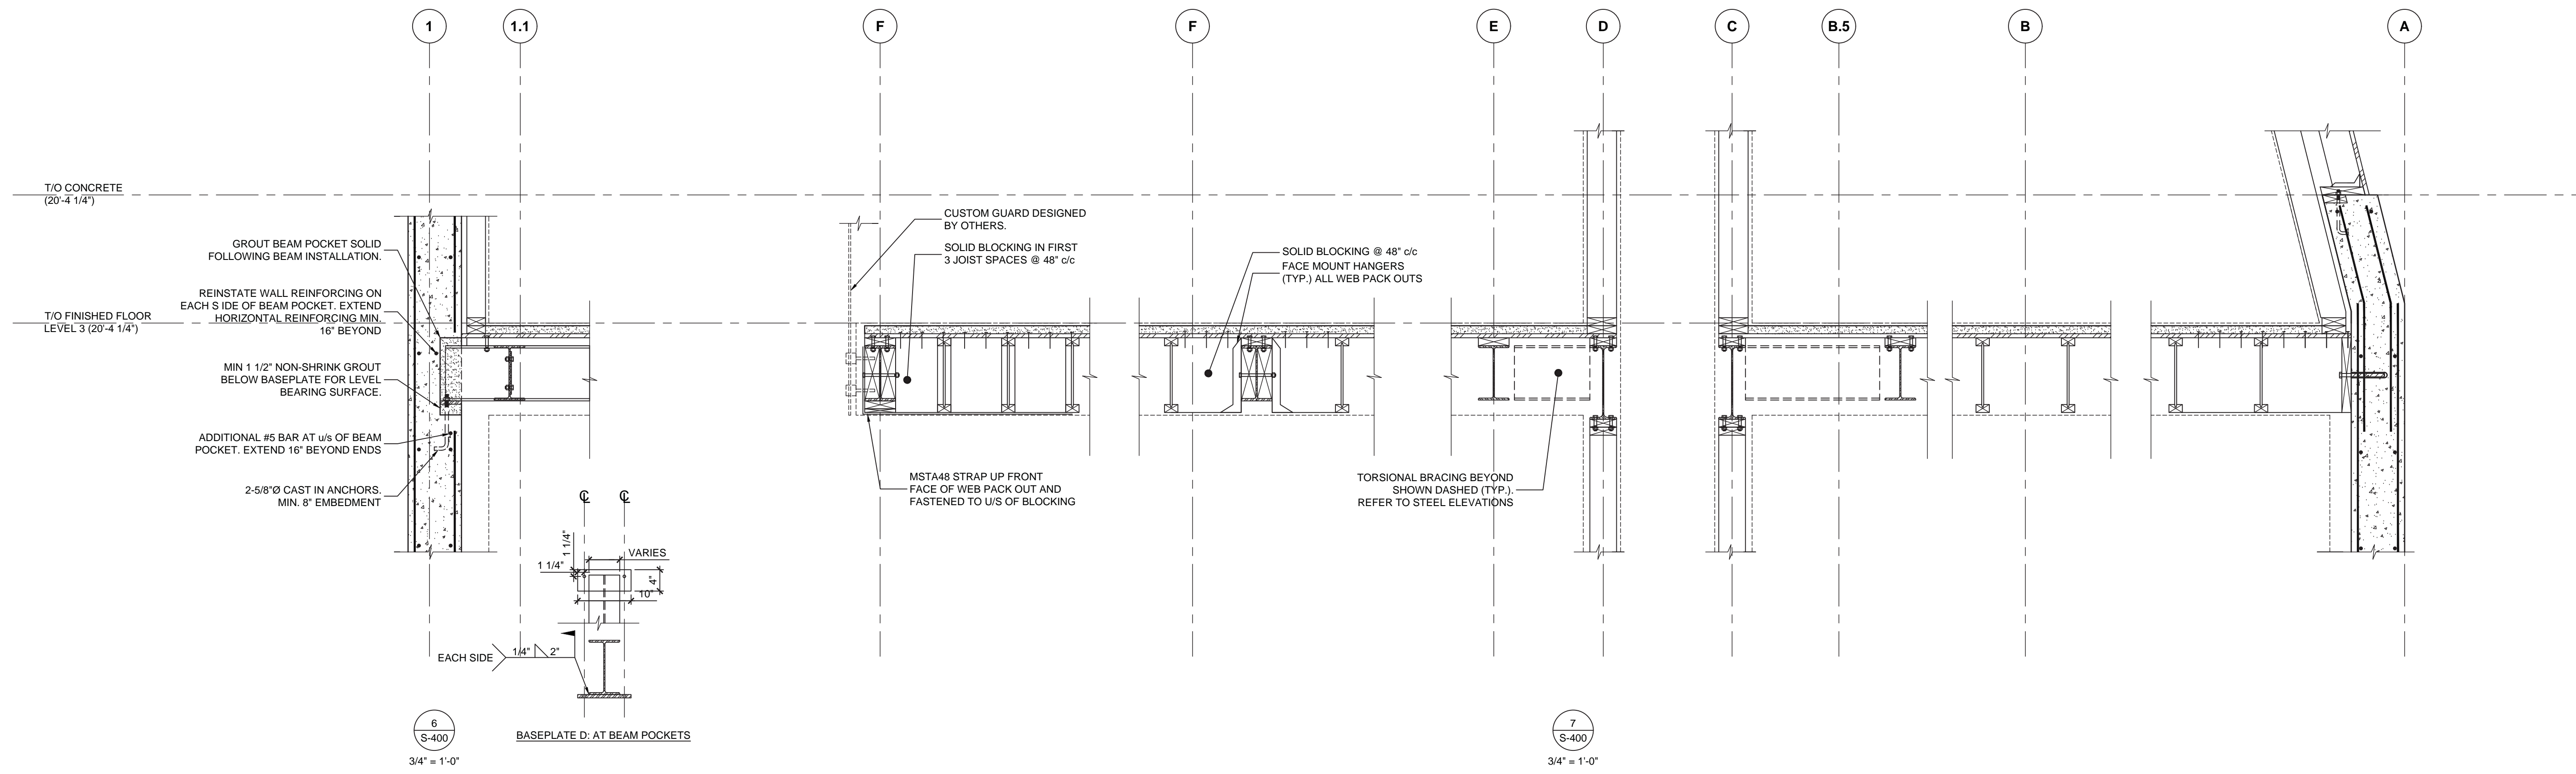 1
1.1
F
F
E
D
C
B.5
B
A
T/O CONCRETE
(20'-4 1/4")
T/O FINISHED FLOOR
LEVEL 3 (20'-4 1/4")
GROUT BEAM POCKET SOLID
FOLLOWING BEAM INSTALLATION.
REINSTATE WALL REINFORCING ON
EACH S IDE OF BEAM POCKET. EXTEND
HORIZONTAL REINFORCING MIN.
16" BEYOND
MIN 1 1/2" NON-SHRINK GROUT
BELOW BASEPLATE FOR LEVEL
BEARING SURFACE.
ADDITIONAL #5 BAR AT u/s OF BEAM
POCKET. EXTEND 16" BEYOND ENDS
2-5/8"Ø CAST IN ANCHORS.
MIN. 8" EMBEDMENT
CUSTOM GUARD DESIGNED
BY OTHERS.
SOLID BLOCKING IN FIRST
3 JOIST SPACES @ 48" c/c
MSTA48 STRAP UP FRONT
FACE OF WEB PACK OUT AND
FASTENED TO U/S OF BLOCKING
SOLID BLOCKING @ 48" c/c
FACE MOUNT HANGERS
(TYP.) ALL WEB PACK OUTS
TORSIONAL BRACING BEYOND
SHOWN DASHED (TYP.).
REFER TO STEEL ELEVATIONS
℄ ℄
1 1/4"
VARIES
1 1/4"
4"
10"
EACH SIDE
1/4" 2"
BASEPLATE D: AT BEAM POCKETS
6
S-400
3/4" = 1'-0"
7
S-400
3/4" = 1'-0"